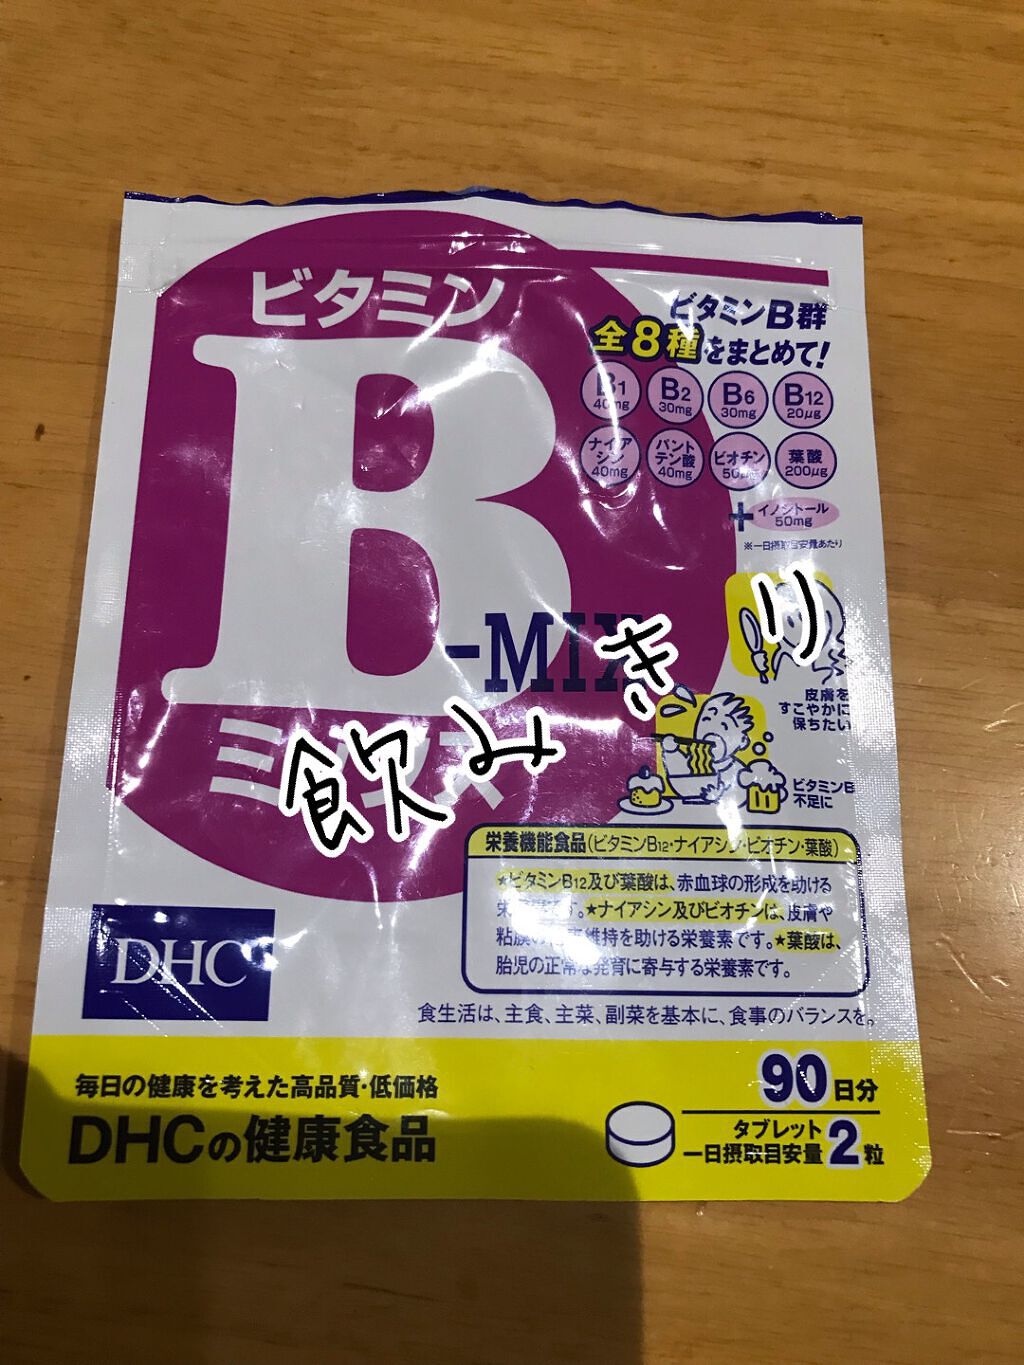 ビタミン
B
-MIX
ミックス
ビタミンB群
全8種をまとめて!
B1 40mg
B2 30mg
B6 30mg
B12 20μg
ナイアシン 40mg
パントテン酸 40mg
ビオチン 50μg
葉酸 200μg
+イノシトール 50mg
※一日摂取目安量あたり
皮膚を
すこやかに
保ちたい
ビタミンB
不足に
飲みきり
栄養機能食品(ビタミンB12・ナイアシン・ビオチン・葉酸)
★ビタミンB12及び葉酸は、赤血球の形成を助ける
栄養素です。★ナイアシン及びビオチンは、皮膚や
粘膜の健康維持を助ける栄養素です。★葉酸は、
胎児の正常な発育に寄与する栄養素です。
DHC
食生活は、主食、主菜、副菜を基本に、食事のバランスを。
毎日の健康を考えた高品質・低価格
DHCの健康食品
90日分
タブレット
一日摂取目安量2粒